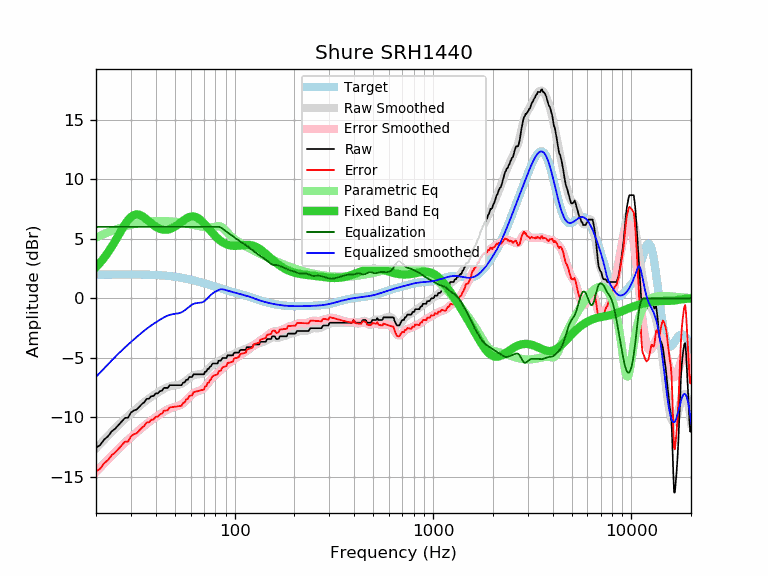 Shure SRH1440
Target
Raw Smoothed
Error Smoothed
Raw
Error
Parametric Eq
Fixed Band Eq
Equalization
Equalized smoothed
15
10
5
0
−5
−10
−15
Amplitude (dBr)
100
1000
10000
Frequency (Hz)